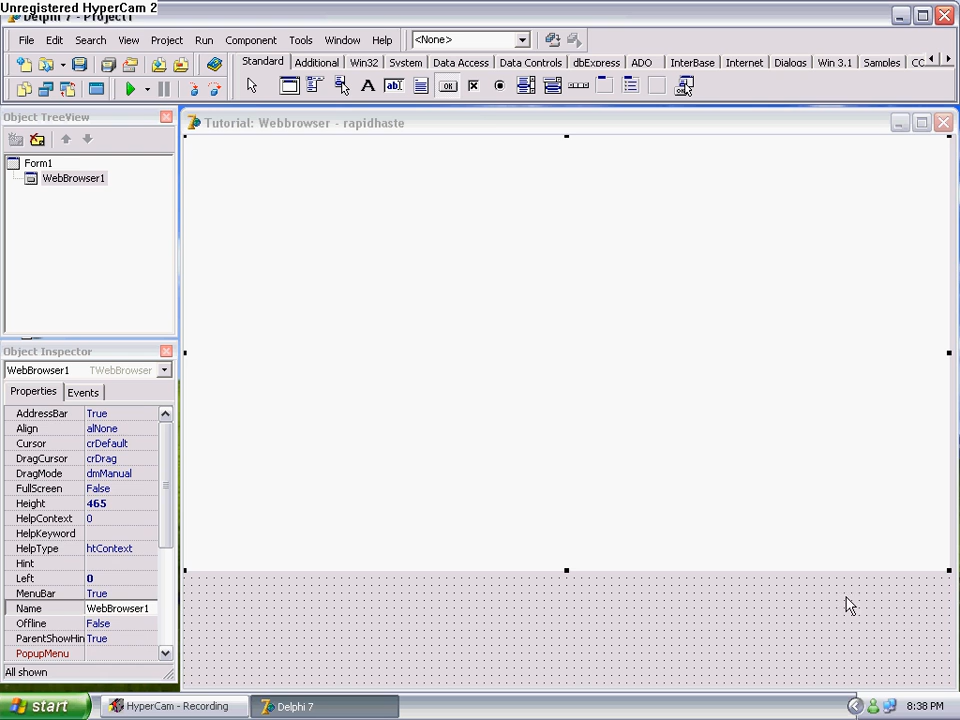 Unregistered HyperCam 2
Delphi 7 - Project1
File Edit Search View Project Run Component Tools Window Help <None>
Standard Additional Win32 System Data Access Data Controls dbExpress ADO InterBase Internet Dialogs Win 3.1 Samples CO
Object TreeView
Tutorial: Webbrowser - rapidhaste
Form1
WebBrowser1
Object Inspector
WebBrowser1 TWebBrowser
Properties Events
AddressBar True
Align alNone
Cursor crDefault
DragCursor crDrag
DragMode dmManual
FullScreen False
Height 465
HelpContext 0
HelpKeyword
HelpType htContext
Hint
Left 0
MenuBar True
Name WebBrowser1
Offline False
ParentShowHin True
PopupMenu
All shown
start HyperCam - Recording Delphi 7 8:38 PM